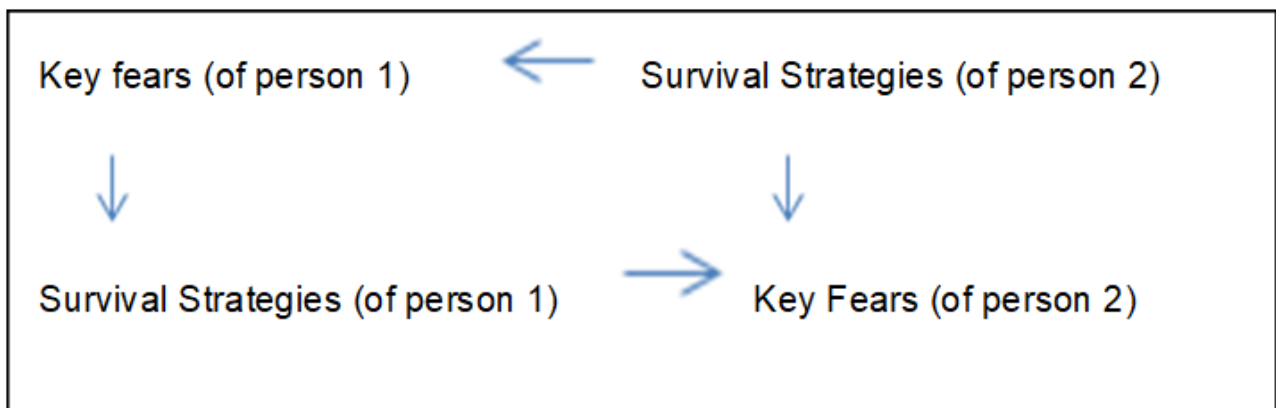 Key fears (of person 1)
Survival Strategies (of person 2)
Survival Strategies (of person 1)
Key Fears (of person 2)